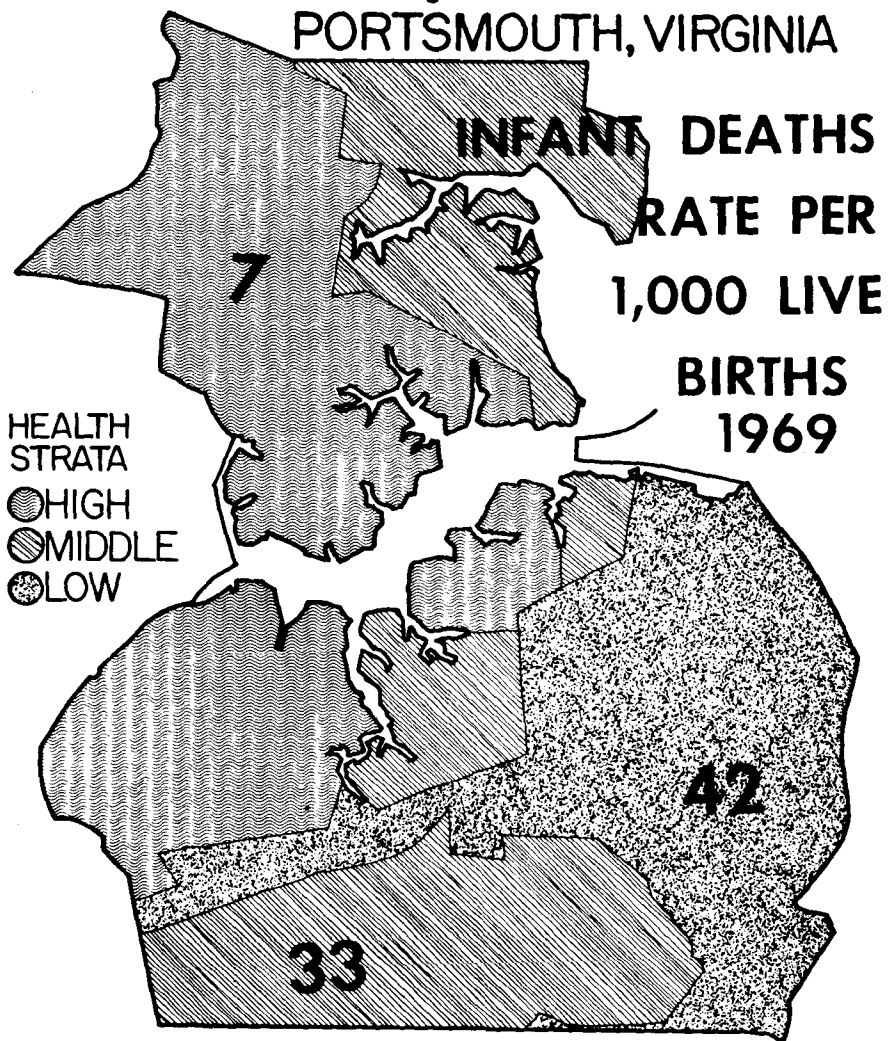 PORTSMOUTH, VIRGINIA
INFANT DEATHS
RATE PER
1,000 LIVE
BIRTHS
1969
7
HEALTH
STRATA
HIGH
MIDDLE
LOW
42
33